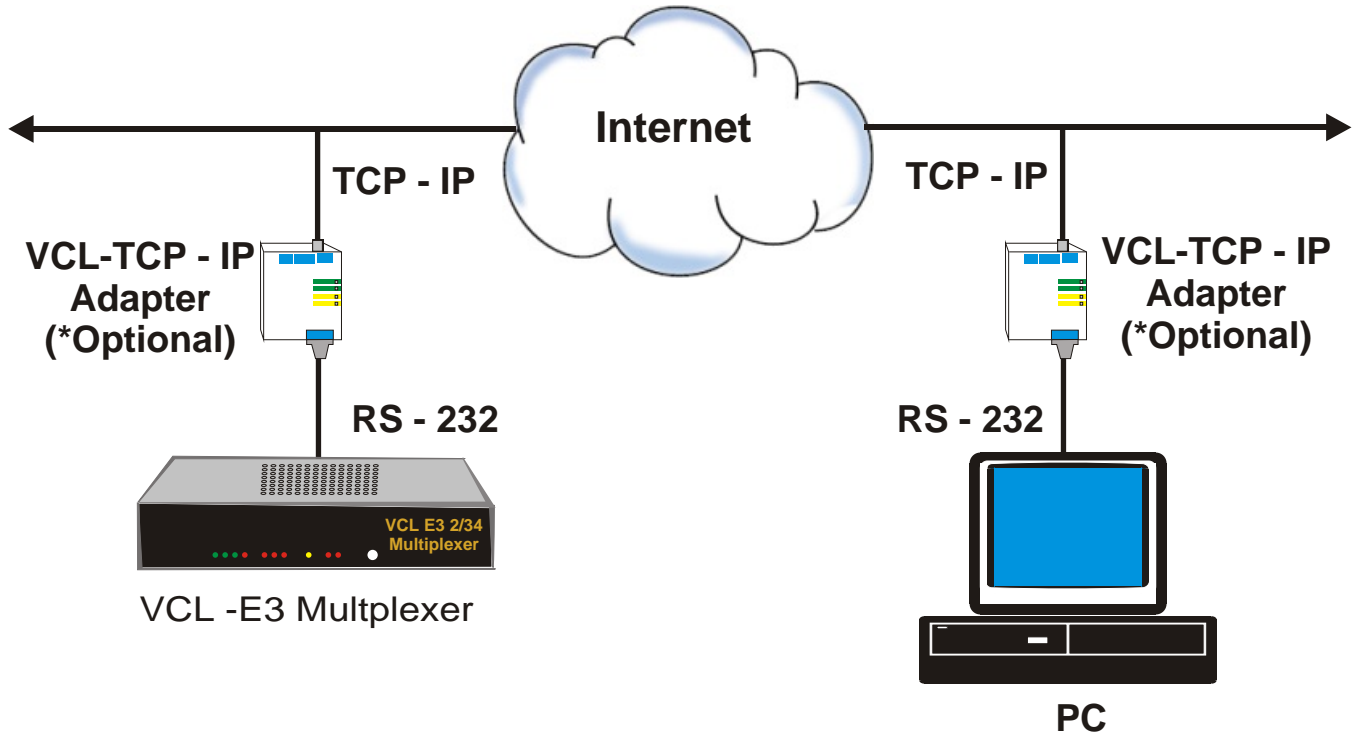 Internet
TCP - IP
TCP - IP
VCL-TCP - IP
Adapter
(*Optional)
VCL-TCP - IP
Adapter
(*Optional)
RS - 232
RS - 232
VCL E3 2/34
Multiplexer
VCL -E3 Multplexer
PC